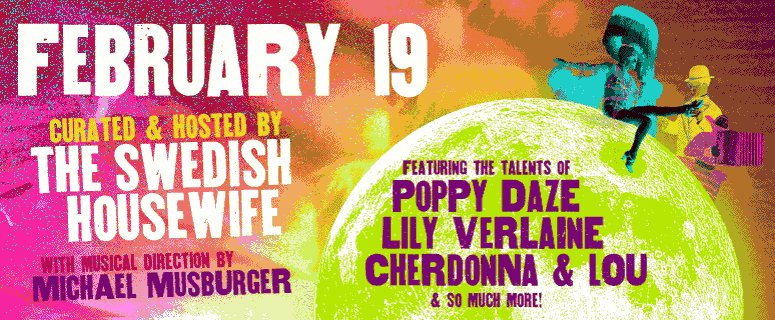 FEBRUARY 19
CURATED & HOSTED BY
THE SWEDISH
HOUSEWIFE
WITH MUSICAL DIRECTION BY
MICHAEL MUSBURGER
FEATURING THE TALENTS OF
POPPY DAZE
LILY VERLAINE
CHERDONNA & LOU
& SO MUCH MORE!